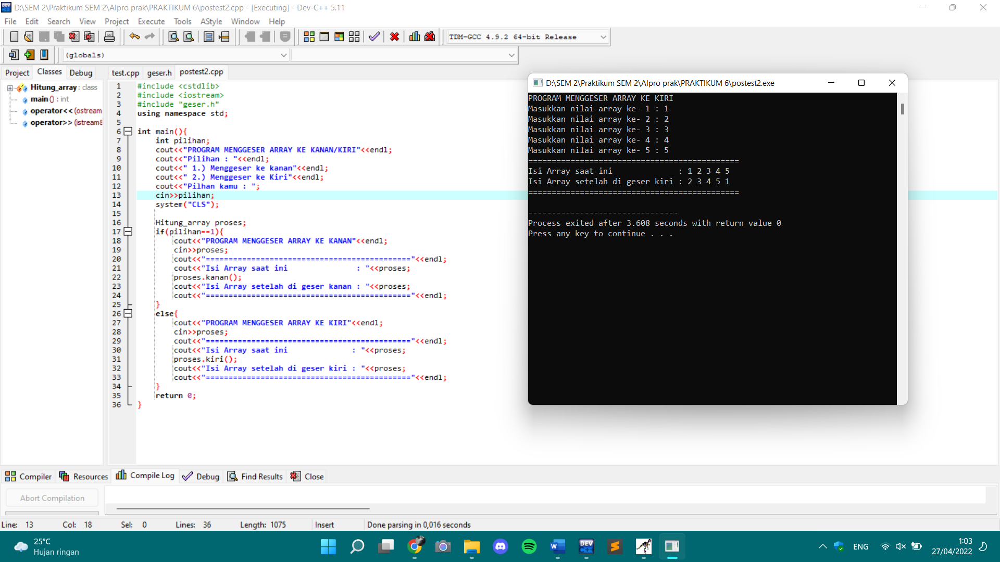 D:\SEM 2\Praktikum SEM 2\Alpro prak\PRAKTIKUM 6\postest2.cpp - [Executing] - Dev-C++ 5.11
File Edit Search View Project Execute Tools AStyle Window Help
TDM-GCC 4.9.2 64-bit Release
(globals)
Project Classes Debug
test.cpp geser.h postest2.cpp
Hitung_array : class
main () : int
operator<< (ostream
operator>> (istream&
1 #include <cstdlib>
2 #include <iostream>
3 #include "geser.h"
4 using namespace std;
5
6 int main(){
7 int pilihan;
8 cout<<"PROGRAM MENGGESER ARRAY KE KANAN/KIRI"<<endl;
9 cout<<"Pilihan : "<<endl;
10 cout<<" 1.) Menggeser ke kanan"<<endl;
11 cout<<" 2.) Menggeser ke Kiri"<<endl;
12 cout<<"Pilhan kamu : ";
13 cin>>pilihan;
14 system("CLS");
15
16 Hitung_array proses;
17 if(pilihan==1){
18 cout<<"PROGRAM MENGGESER ARRAY KE KANAN"<<endl;
19 cin>>proses;
20 cout<<"============================================="<<endl;
21 cout<<"Isi Array saat ini               : "<<proses;
22 proses.kanan();
23 cout<<"Isi Array setelah di geser kanan : "<<proses;
24 cout<<"============================================="<<endl;
25 }
26 else{
27 cout<<"PROGRAM MENGGESER ARRAY KE KIRI"<<endl;
28 cin>>proses;
29 cout<<"============================================="<<endl;
30 cout<<"Isi Array saat ini              : "<<proses;
31 proses.kiri();
32 cout<<"Isi Array setelah di geser kiri : "<<proses;
33 cout<<"============================================="<<endl;
34 }
35 return 0;
36 }
D:\SEM 2\Praktikum SEM 2\Alpro prak\PRAKTIKUM 6\postest2.exe
PROGRAM MENGGESER ARRAY KE KIRI
Masukkan nilai array ke- 1 : 1
Masukkan nilai array ke- 2 : 2
Masukkan nilai array ke- 3 : 3
Masukkan nilai array ke- 4 : 4
Masukkan nilai array ke- 5 : 5
=============================================
Isi Array saat ini              : 1 2 3 4 5
Isi Array setelah di geser kiri : 2 3 4 5 1
=============================================
--------------------------------
Process exited after 3.608 seconds with return value 0
Press any key to continue . . .
Compiler Resources Compile Log Debug Find Results Close
Abort Compilation
Line: 13 Col: 18 Sel: 0 Lines: 36 Length: 1075 Insert Done parsing in 0,016 seconds
25°C
Hujan ringan
ENG
1:03
27/04/2022